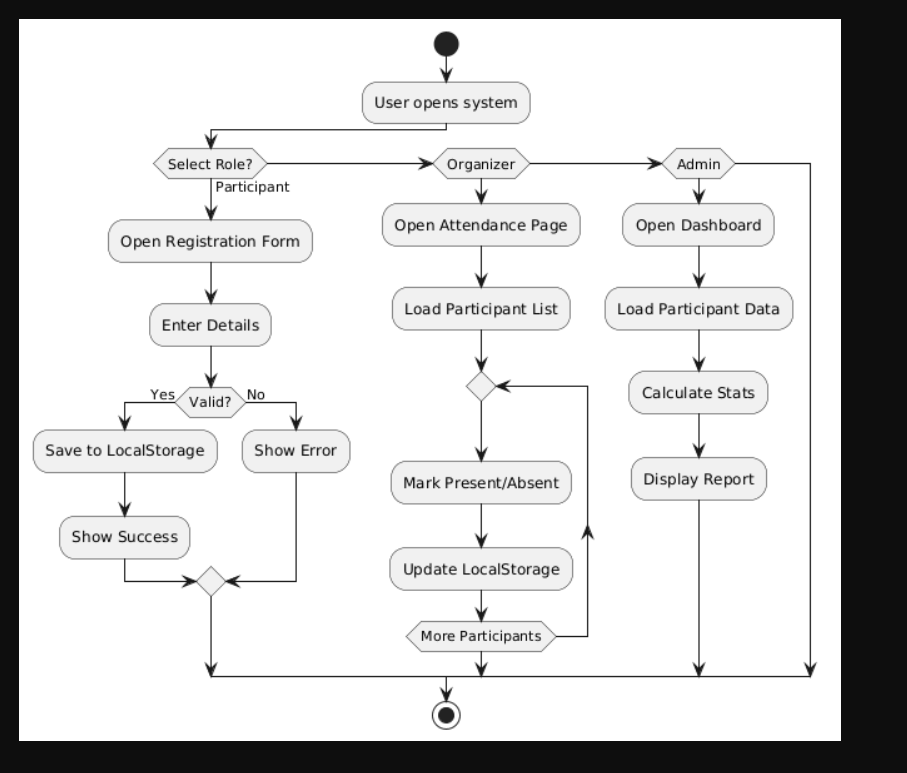 User opens system
Select Role?
Participant
Open Registration Form
Enter Details
Valid?
Yes
No
Save to LocalStorage
Show Success
Show Error
Organizer
Open Attendance Page
Load Participant List
Mark Present/Absent
Update LocalStorage
More Participants
Admin
Open Dashboard
Load Participant Data
Calculate Stats
Display Report